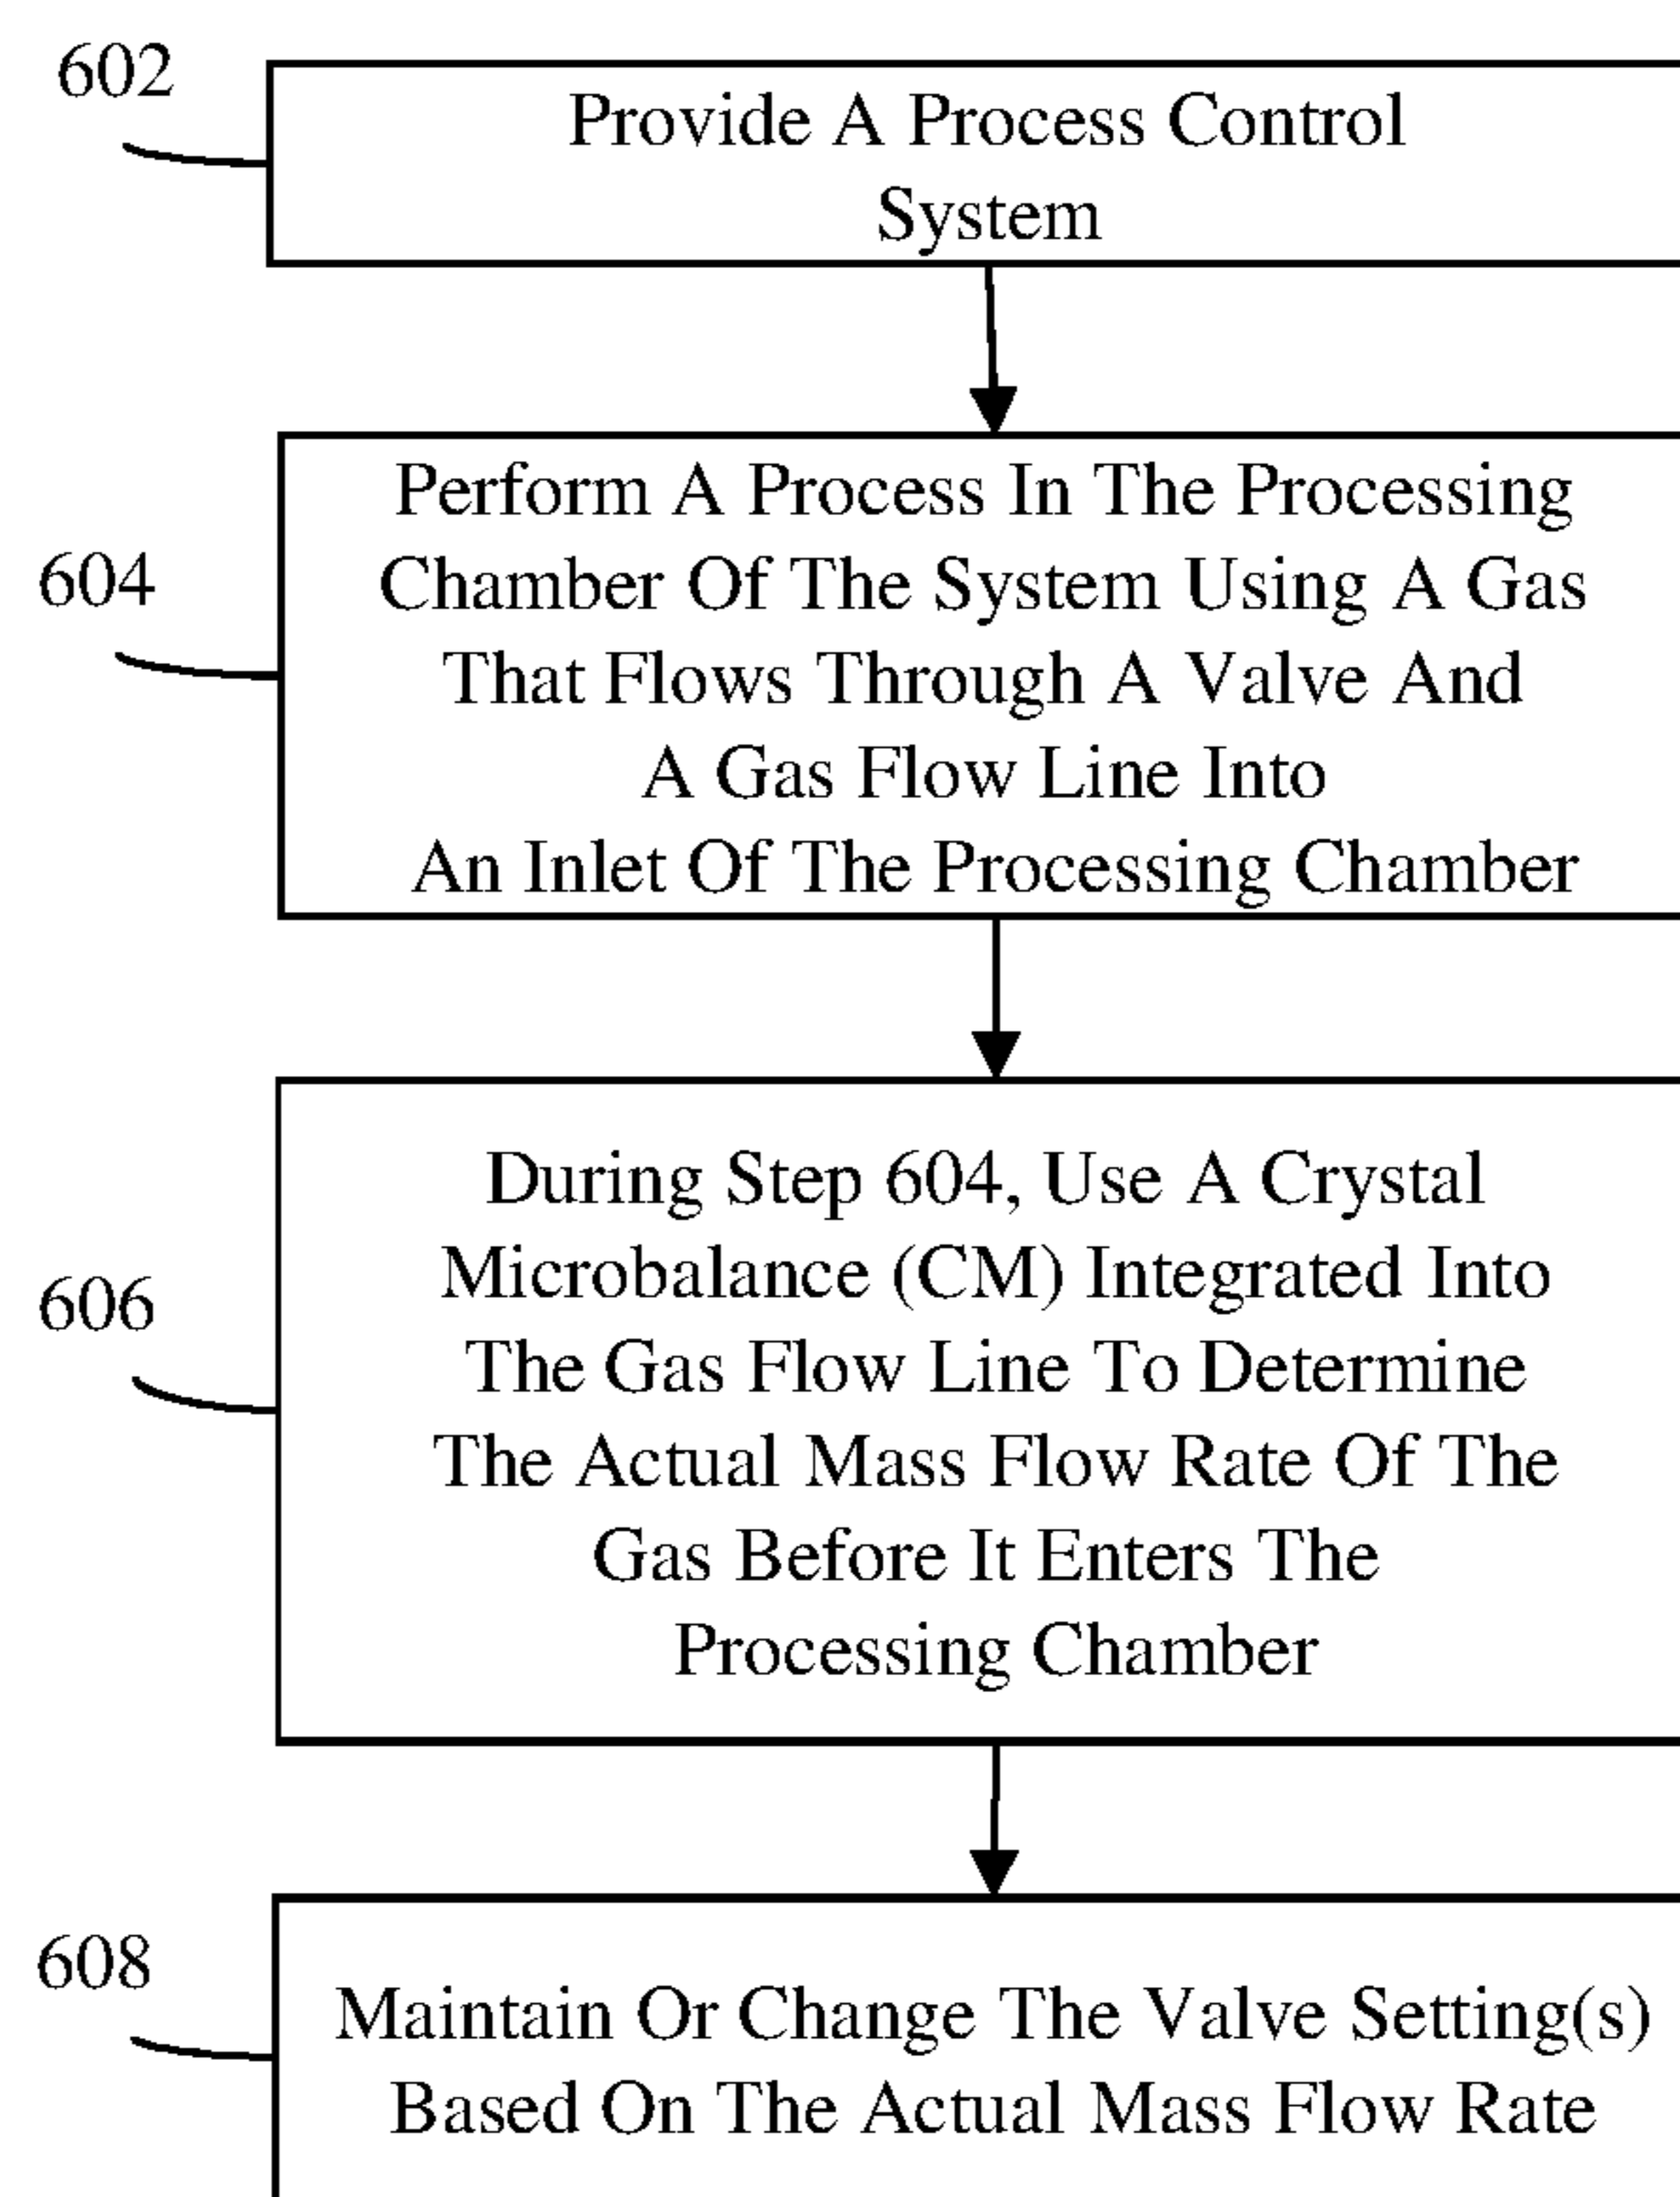 602
Provide A Process Control
System
604
Perform A Process In The Processing
Chamber Of The System Using A Gas
That Flows Through A Valve And
A Gas Flow Line Into
An Inlet Of The Processing Chamber
606
During Step 604, Use A Crystal
Microbalance (CM) Integrated Into
The Gas Flow Line To Determine
The Actual Mass Flow Rate Of The
Gas Before It Enters The
Processing Chamber
608
Maintain Or Change The Valve Setting(s)
Based On The Actual Mass Flow Rate